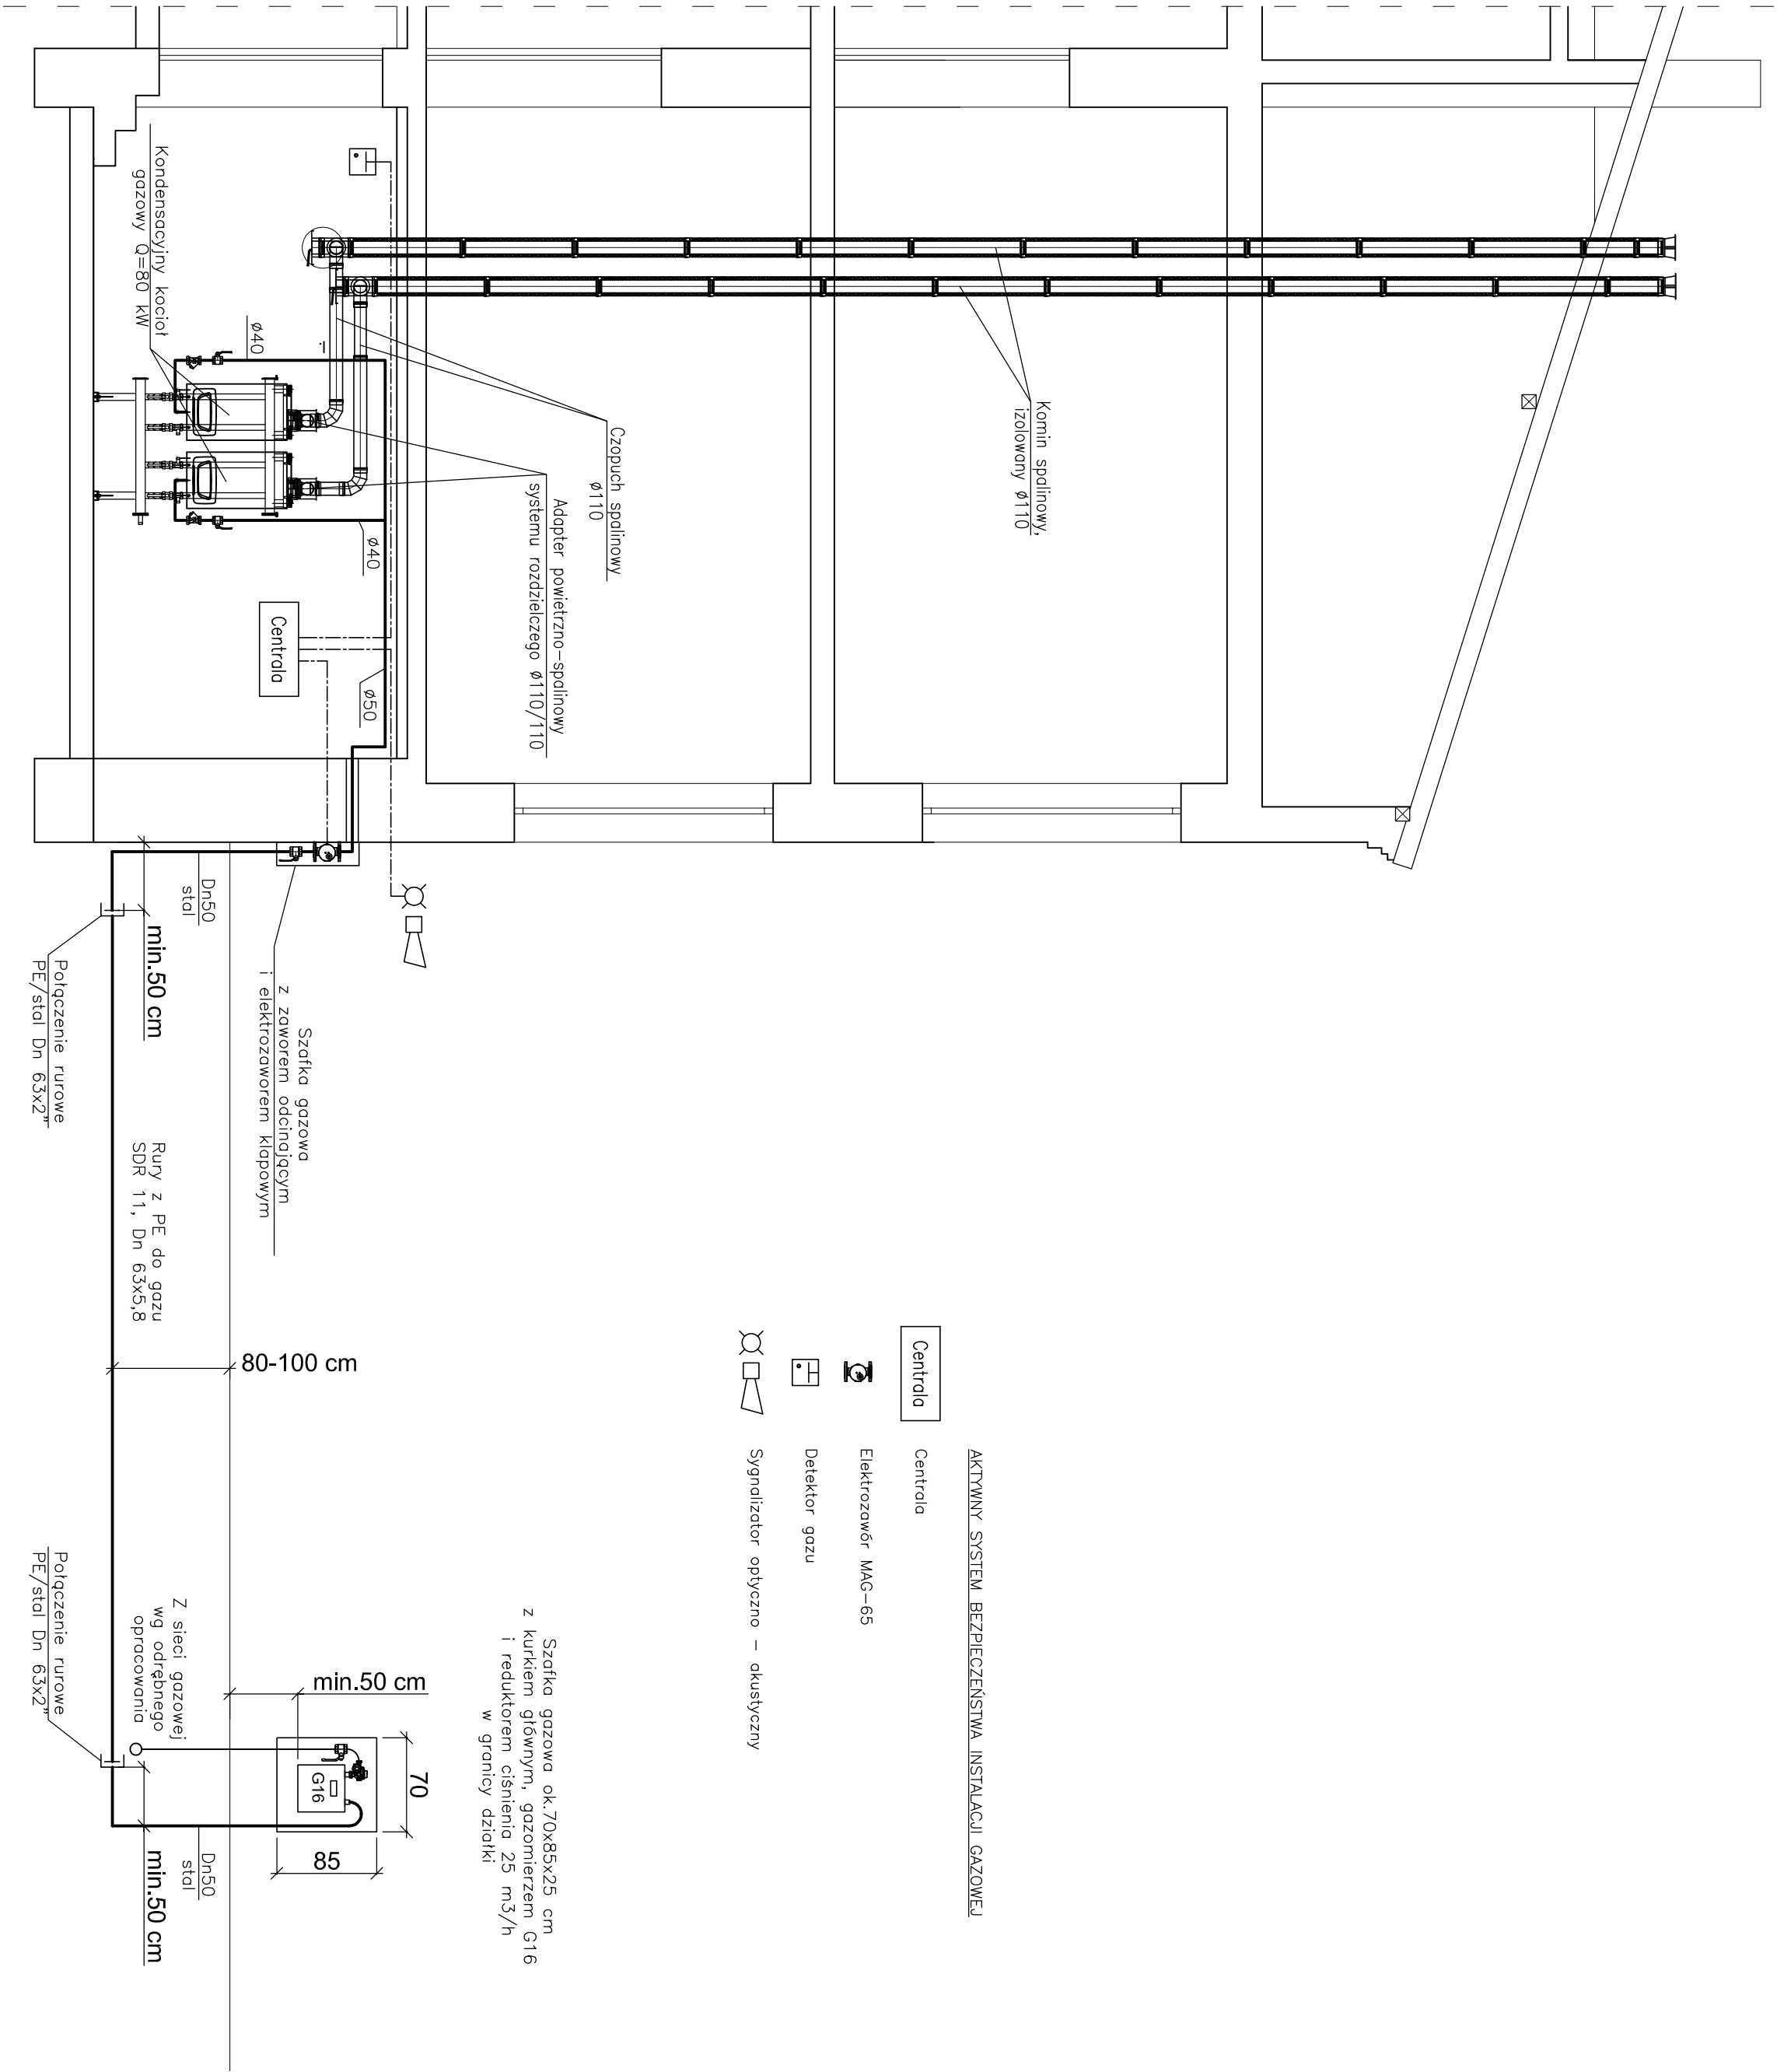 Komin spalinowy,
izolowany ø110
Czopuch spalinowy
ø110
Adapter powietrzno-spalinowy
systemu rozdzielczego ø110/110
Kondensacyjny kocioł
gazowy Q=80 kW
ø40
ø40
Centrala
ø50
Dn50
stal
min.50 cm
Połączenie rurowe
PE/stal Dn 63x2"
Szafka gazowa
z zaworem odcinającym
i elektrozaworem klapowym
Rury z PE do gazu
SDR 11, Dn 63x5,8
80-100 cm
AKTYWNY SYSTEM BEZPIECZEŃSTWA INSTALACJI GAZOWEJ
Centrala
Centrala
Elektrozawór MAG-65
Detektor gazu
Sygnalizator optyczno - akustyczny
Szafka gazowa ok.70x85x25 cm
z kurkiem głównym, gazomierzem G16
i reduktorem ciśnienia 25 m3/h
w granicy działki
min.50 cm
70
G16
85
Z sieci gazowej
wg odrębnego
opracowania
Dn50
stal
min.50 cm
Połączenie rurowe
PE/stal Dn 63x2"